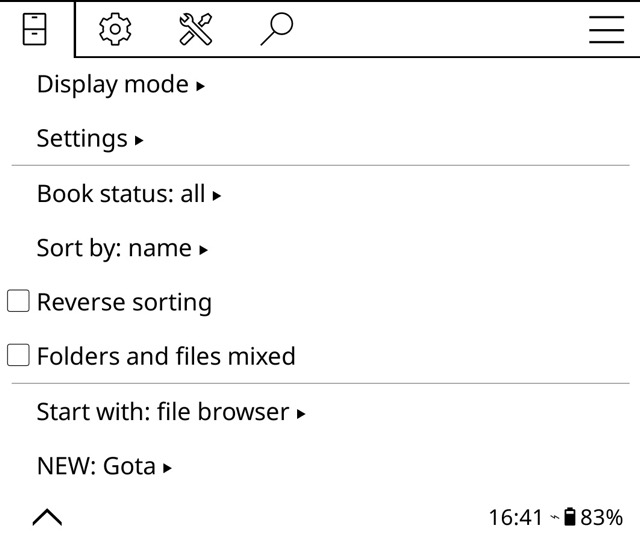 Display mode ▸
Settings ▸
Book status: all ▸
Sort by: name ▸
Reverse sorting
Folders and files mixed
Start with: file browser ▸
NEW: Gota ▸
16:41 83%